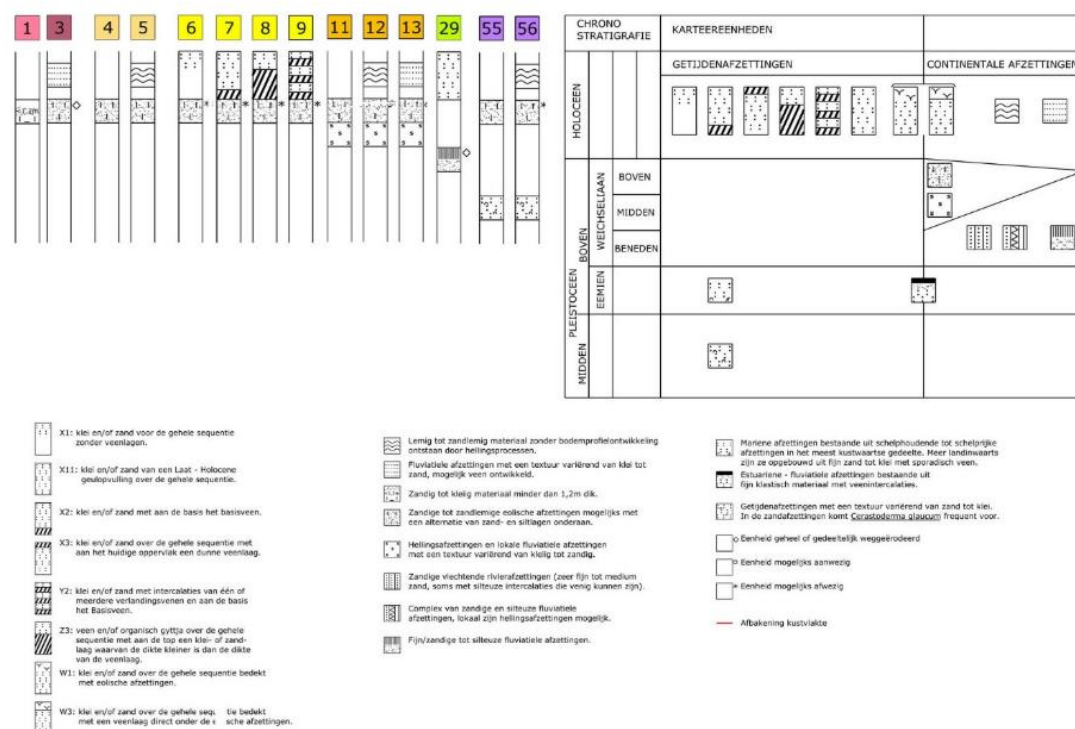 1 3 4 5 6 7 8 9 11 12 13 29 55 56
CHRONO
STRATIGRAFIE
KARTEEREENHEDEN
GETIJDENAFZETTINGEN
CONTINENTALE AFZETTINGEN
HOLOCEEN
PLEISTOCEEN
BOVEN
WEICHSELIAAN
BOVEN
MIDDEN
BENEDEN
EEMIEN
MIDDEN
X1: klei en/of zand voor de gehele sequentie
zonder veenlagen.
X11: klei en/of zand van een Laat - Holocene
geulopvulling over de gehele sequentie.
X2: klei en/of zand met aan de basis het basisveen.
X3: klei en/of zand over de gehele sequentie met
aan het huidige oppervlak een dunne veenlaag.
Y2: klei en/of zand met intercalaties van één of
meerdere verlandingsvenen en aan de basis
het Basisveen.
Z3: veen en/of organisch gyttja over de gehele
sequentie met aan de top een klei- of zand-
laag waarvan de dikte kleiner is dan de dikte
van de veenlaag.
W1: klei en/of zand over de gehele sequentie bedekt
met eolische afzettingen.
W3: klei en/of zand over de gehele seq tie bedekt
met een veenlaag direct onder de sche afzettingen.
Lemig tot zandlemig materiaal zonder bodemprofielontwikkeling
ontstaan door hellingsprocessen.
Fluviatiele afzettingen met een textuur variërend van klei tot
zand, mogelijk veen ontwikkeld.
Zandig tot kleiig materiaal minder dan 1,2m dik.
Zandige tot zandlemige eolische afzettingen mogelijks met
een alternatie van zand- en siltlagen onderaan.
Hellingsafzettingen en lokale fluviatiele afzettingen
met een textuur variërend van kleiig tot zandig.
Zandige vlechtende rivierafzettingen (zeer fijn tot medium
zand, soms met silteuze intercalaties die venig kunnen zijn).
Complex van zandige en silteuze fluviatiele
afzettingen, lokaal zijn hellingsafzettingen mogelijk.
Fijn/zandige tot silteuze fluviatiele afzettingen.
Mariene afzettingen bestaande uit schelphoudende tot schelprijke
afzettingen in het meest kustwaartse gedeelte. Meer landinwaarts
zijn ze opgebouwd uit fijn zand tot klei met sporadisch veen.
Estuariene - fluviatiele afzettingen bestaande uit
fijn klastisch materiaal met veenintercalaties.
Getijdenafzettingen met een textuur variërend van zand tot klei.
In de zandafzettingen komt Cerastoderma glaucum frequent voor.
Eenheid geheel of gedeeltelijk weggeërodeerd
Eenheid mogelijks aanwezig
Eenheid mogelijks afwezig
Afbakening kustvlakte